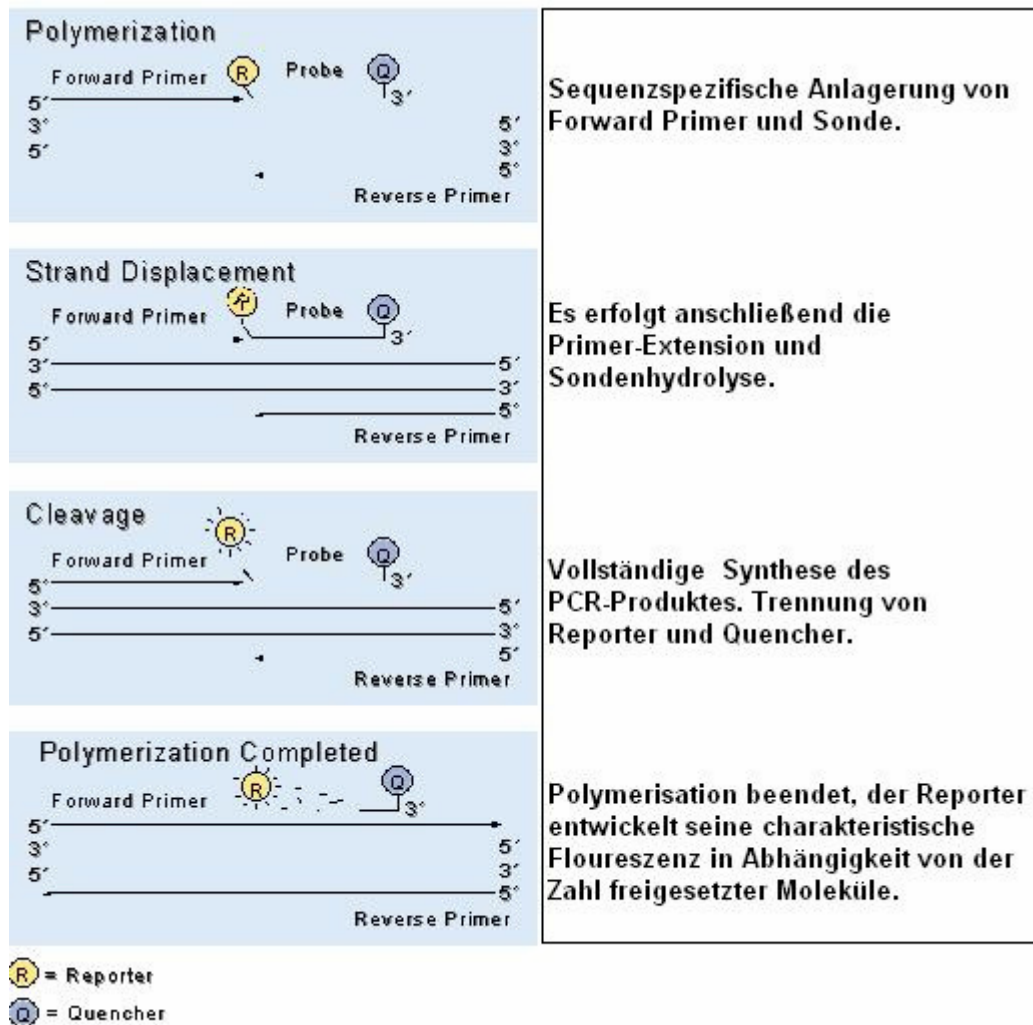 Polymerization
Forward Primer R Probe Q
5´ 3´
3´ 5´
5´ 3´
5´
Reverse Primer
Sequenzspezifische Anlagerung von
Forward Primer und Sonde.
Strand Displacement
Forward Primer R Probe Q
5´ 3´
3´ 5´
5´ 3´
5´
Reverse Primer
Es erfolgt anschließend die
Primer-Extension und
Sondenhydrolyse.
Cleavage
Forward Primer R Probe Q
5´ 3´
3´ 5´
5´ 3´
5´
Reverse Primer
Vollständige Synthese des
PCR-Produktes. Trennung von
Reporter und Quencher.
Polymerization Completed
Forward Primer R Q
5´ 3´
3´ 5´
5´ 3´
5´
Reverse Primer
Polymerisation beendet, der Reporter
entwickelt seine charakteristische
Floureszenz in Abhängigkeit von der
Zahl freigesetzter Moleküle.
R = Reporter
Q = Quencher